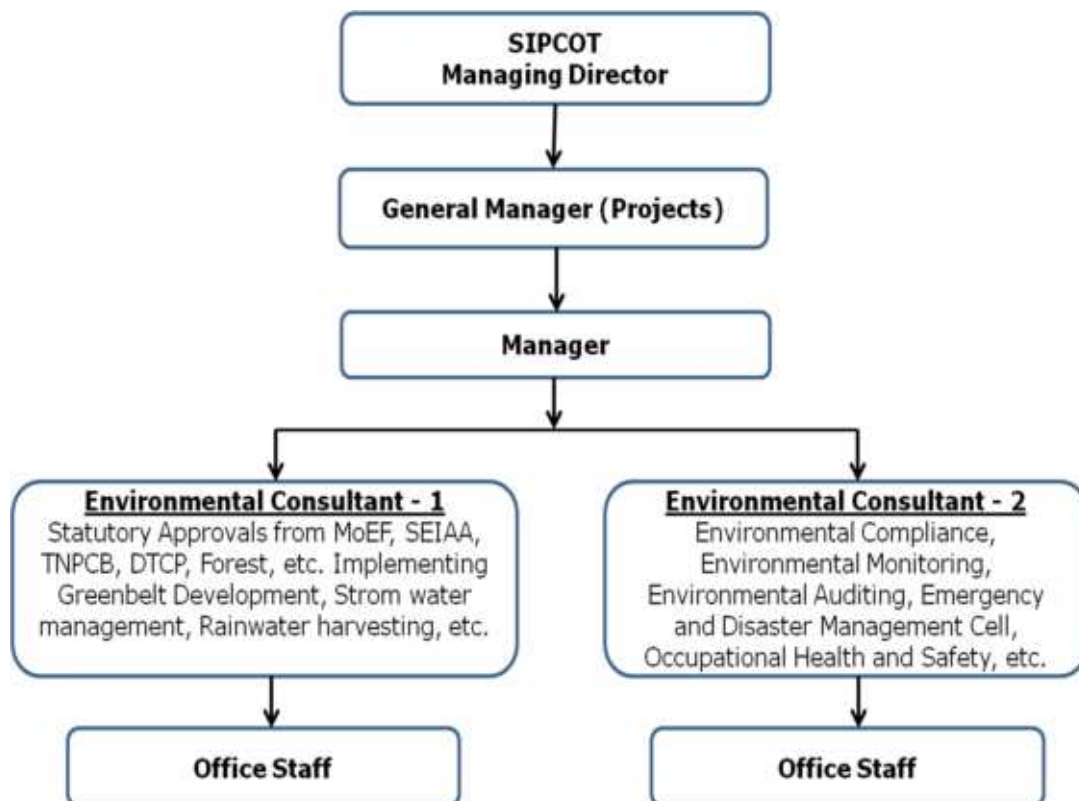 SIPCOT
Managing Director
General Manager (Projects)
Manager
Environmental Consultant - 1
Statutory Approvals from MoEF, SEIAA,
TNPCB, DTCP, Forest, etc. Implementing
Greenbelt Development, Strom water
management, Rainwater harvesting, etc.
Environmental Consultant - 2
Environmental Compliance,
Environmental Monitoring,
Environmental Auditing, Emergency
and Disaster Management Cell,
Occupational Health and Safety, etc.
Office Staff
Office Staff